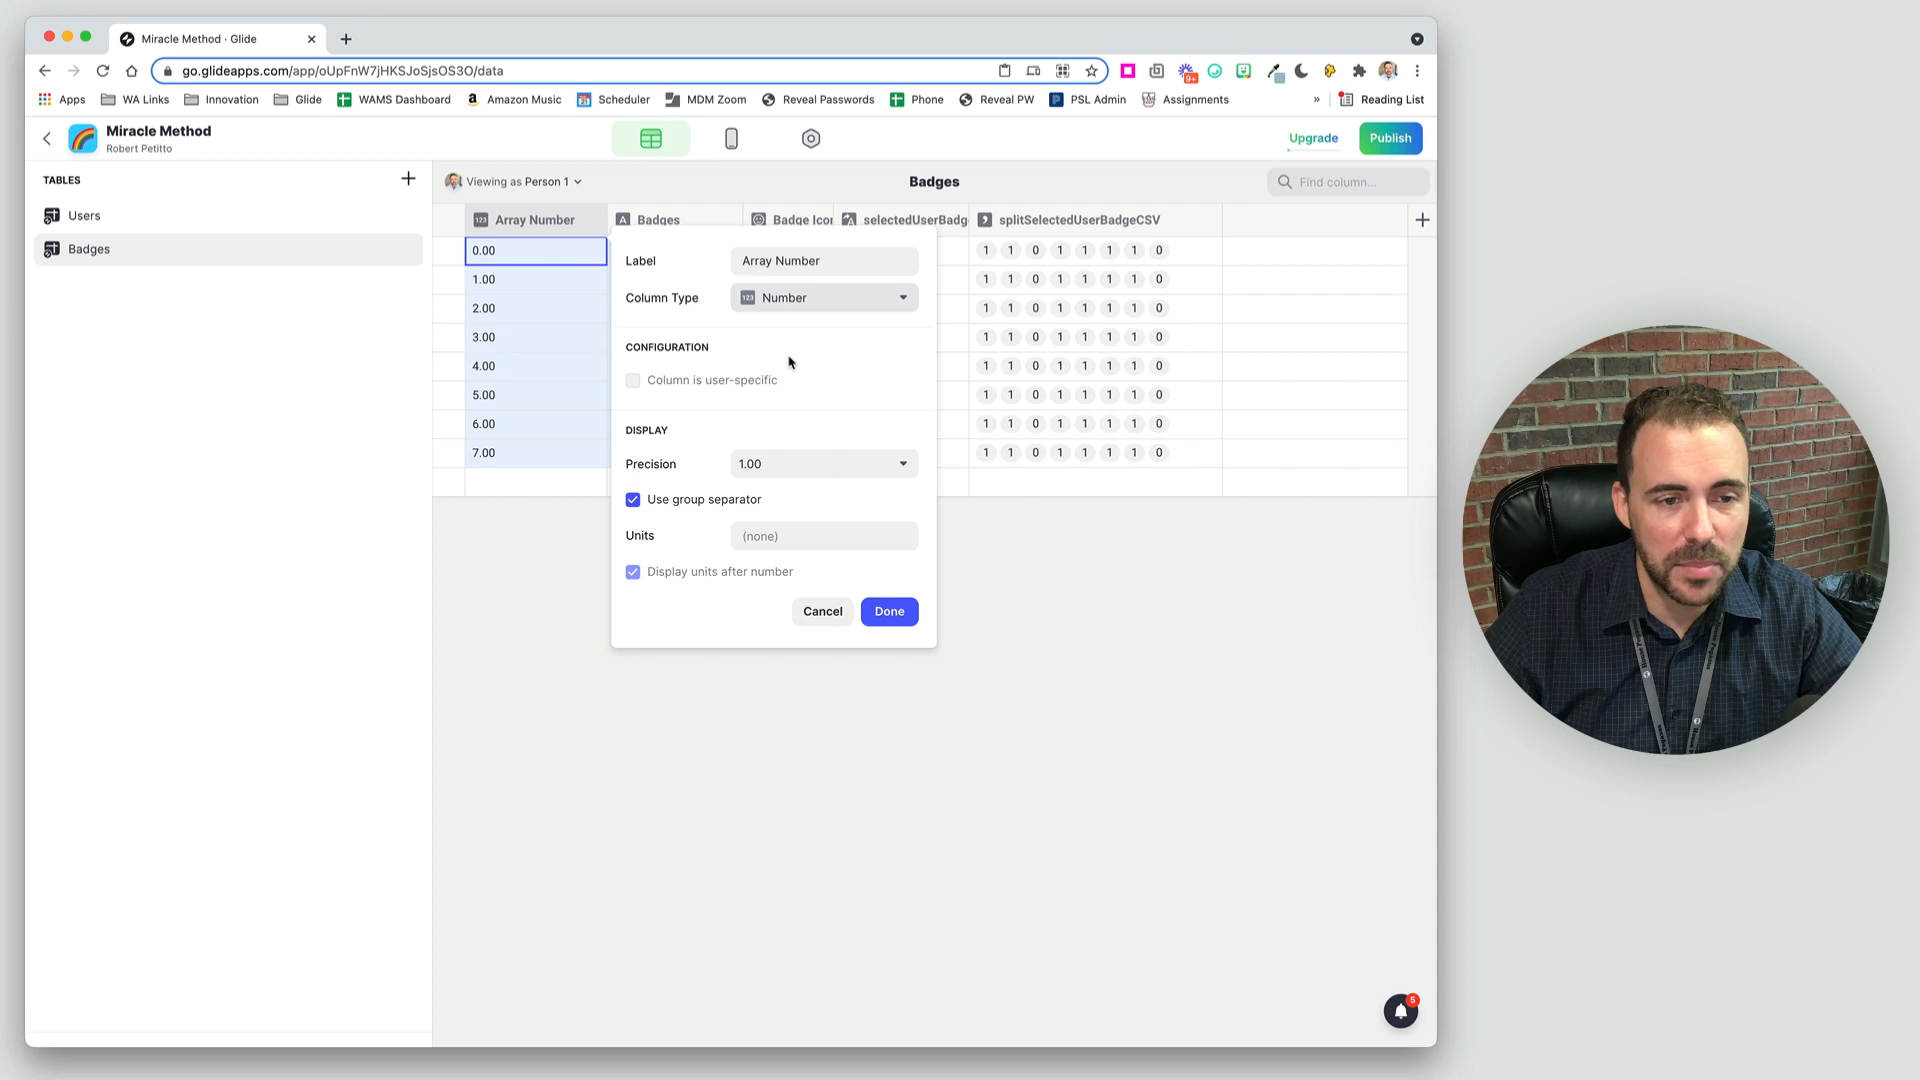 Miracle Method · Glide
go.glideapps.com/app/oUpFnW7jHKSJoSjsOS3O/data
9+
Apps WA Links Innovation Glide WAMS Dashboard Amazon Music Scheduler MDM Zoom Reveal Passwords Phone Reveal PW PSL Admin Assignments » Reading List
Miracle Method
Robert Petitto
Upgrade
Publish
TABLES
Users
Badges
Viewing as Person 1
Badges
Find column...
Array Number Badges Badge Icon selectedUserBadg splitSelectedUserBadgeCSV
0.00 1 1 0 1 1 1 1 0
1.00 1 1 0 1 1 1 1 0
2.00 1 1 0 1 1 1 1 0
3.00 1 1 0 1 1 1 1 0
4.00 1 1 0 1 1 1 1 0
5.00 1 1 0 1 1 1 1 0
6.00 1 1 0 1 1 1 1 0
7.00 1 1 0 1 1 1 1 0
Label Array Number
Column Type 123 Number
CONFIGURATION
Column is user-specific
DISPLAY
Precision 1.00
Use group separator
Units (none)
Display units after number
Cancel Done
5